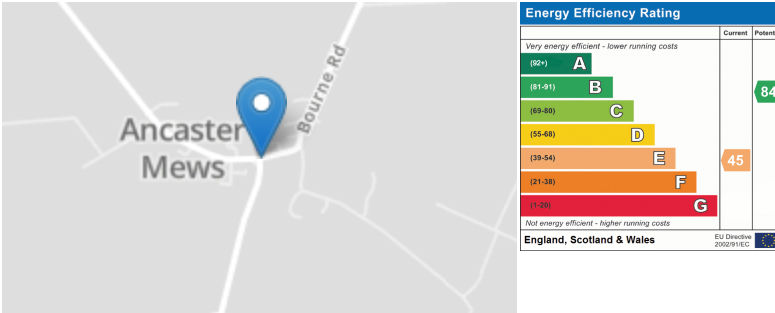 Bourne Rd
Ancaster
Mews
Energy Efficiency Rating
Current Potent
Very energy efficient - lower running costs
(92+) A
(81-91) B
84
(69-80) C
(55-68) D
(39-54) E
45
(21-38) F
(1-20) G
Not energy efficient - higher running costs
England, Scotland & Wales
EU Directive
2002/91/EC